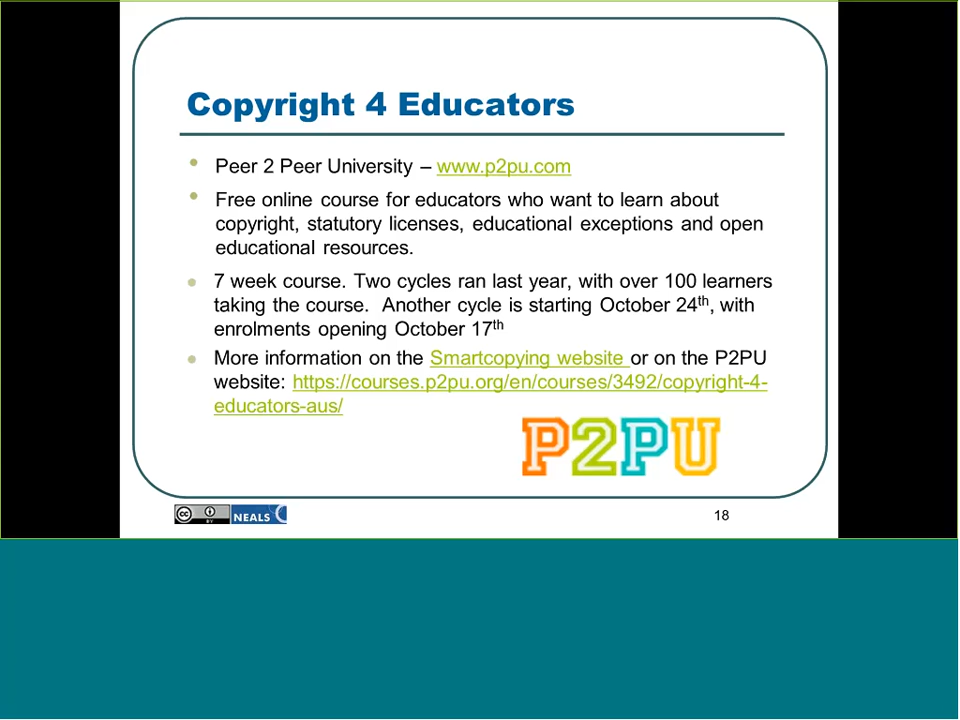 Copyright 4 Educators
• Peer 2 Peer University – www.p2pu.com
• Free online course for educators who want to learn about
copyright, statutory licenses, educational exceptions and open
educational resources.
• 7 week course. Two cycles ran last year, with over 100 learners
taking the course. Another cycle is starting October 24th, with
enrolments opening October 17th
• More information on the Smartcopying website or on the P2PU
website: https://courses.p2pu.org/en/courses/3492/copyright-4-
educators-aus/
P2PU
cc BY NEALS
18